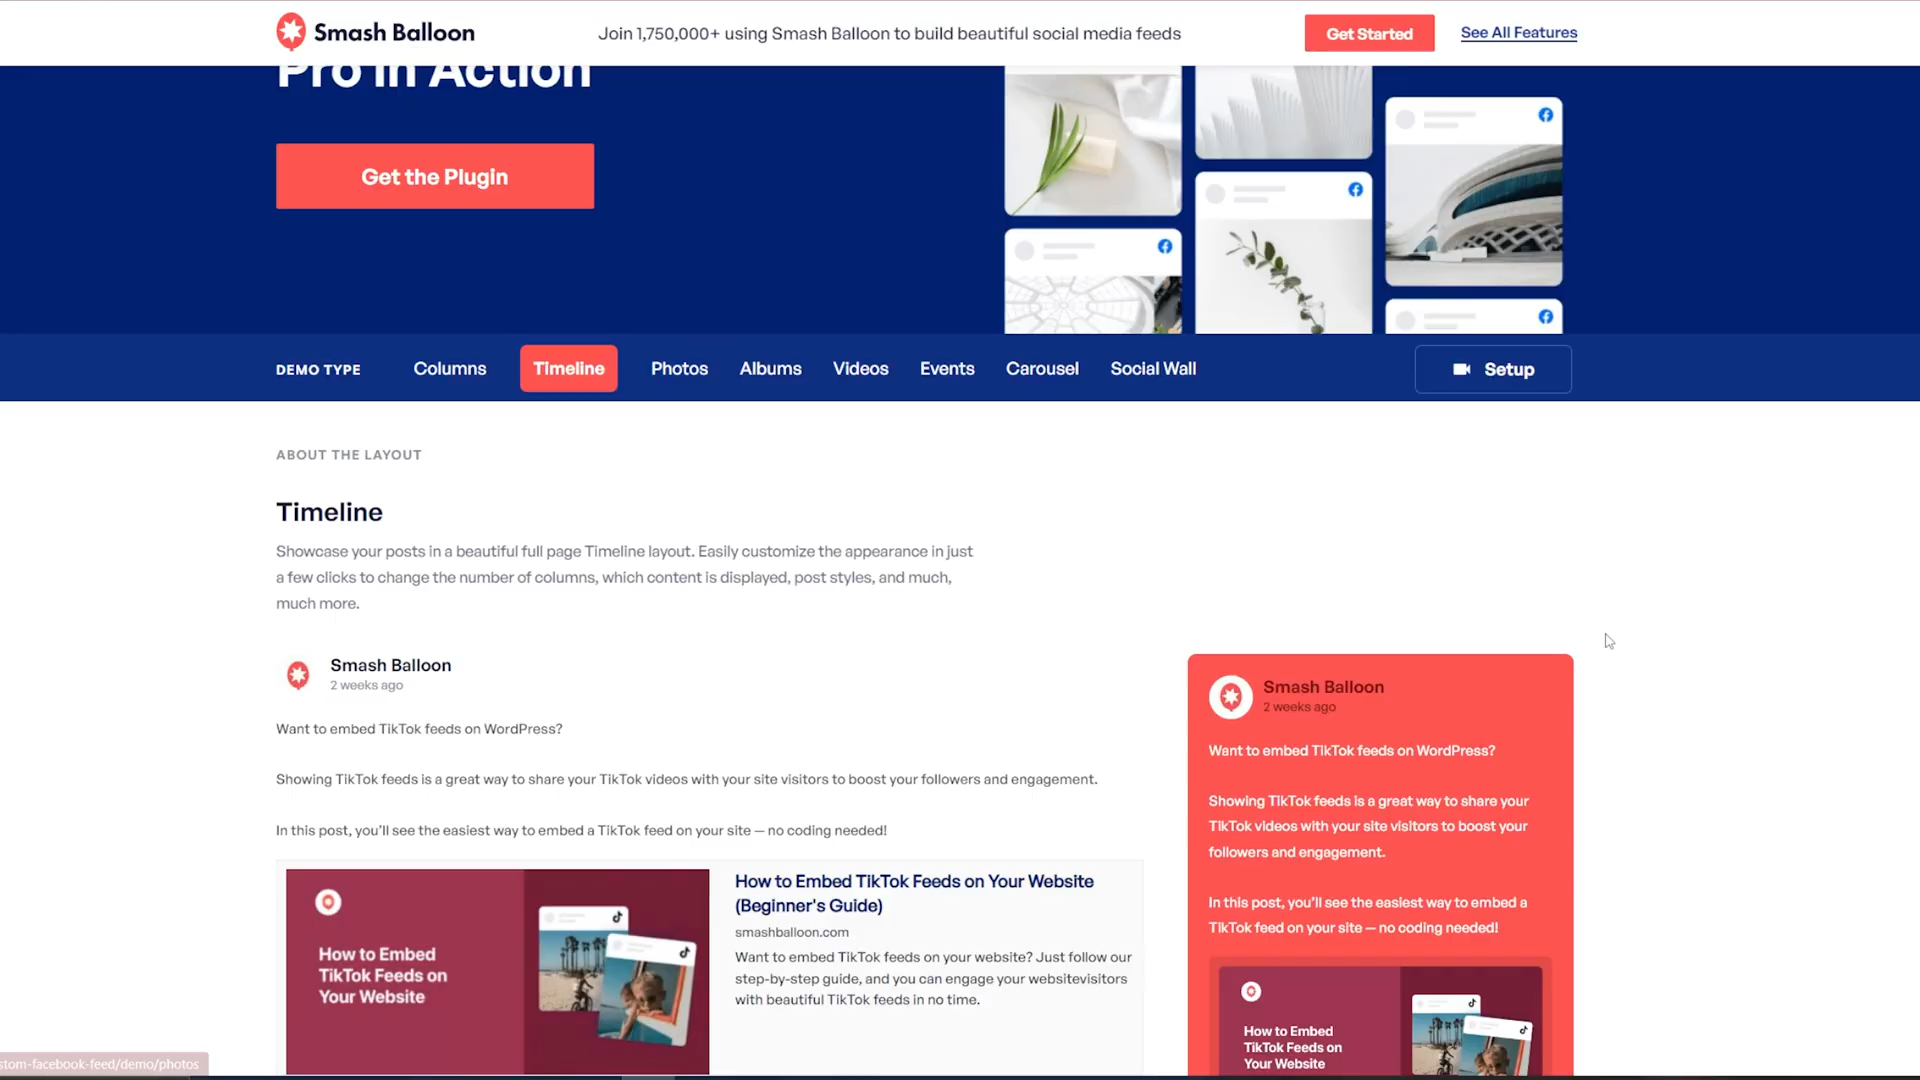 Smash Balloon
Join 1,750,000+ using Smash Balloon to build beautiful social media feeds
Get Started
See All Features
Pro in Action
Get the Plugin
DEMO TYPE
Columns
Timeline
Photos
Albums
Videos
Events
Carousel
Social Wall
Setup
ABOUT THE LAYOUT
Timeline
Showcase your posts in a beautiful full page Timeline layout. Easily customize the appearance in just
a few clicks to change the number of columns, which content is displayed, post styles, and much,
much more.
Smash Balloon
2 weeks ago
Want to embed TikTok feeds on WordPress?
Showing TikTok feeds is a great way to share your TikTok videos with your site visitors to boost your followers and engagement.
In this post, you'll see the easiest way to embed a TikTok feed on your site — no coding needed!
How to Embed
TikTok Feeds on
Your Website
How to Embed TikTok Feeds on Your Website
(Beginner's Guide)
smashballoon.com
Want to embed TikTok feeds on your website? Just follow our
step-by-step guide, and you can engage your websitevisitors
with beautiful TikTok feeds in no time.
Smash Balloon
2 weeks ago
Want to embed TikTok feeds on WordPress?
Showing TikTok feeds is a great way to share your
TikTok videos with your site visitors to boost your
followers and engagement.
In this post, you'll see the easiest way to embed a
TikTok feed on your site — no coding needed!
How to Embed
TikTok Feeds on
Your Website
stom-facebook-feed/demo/photos